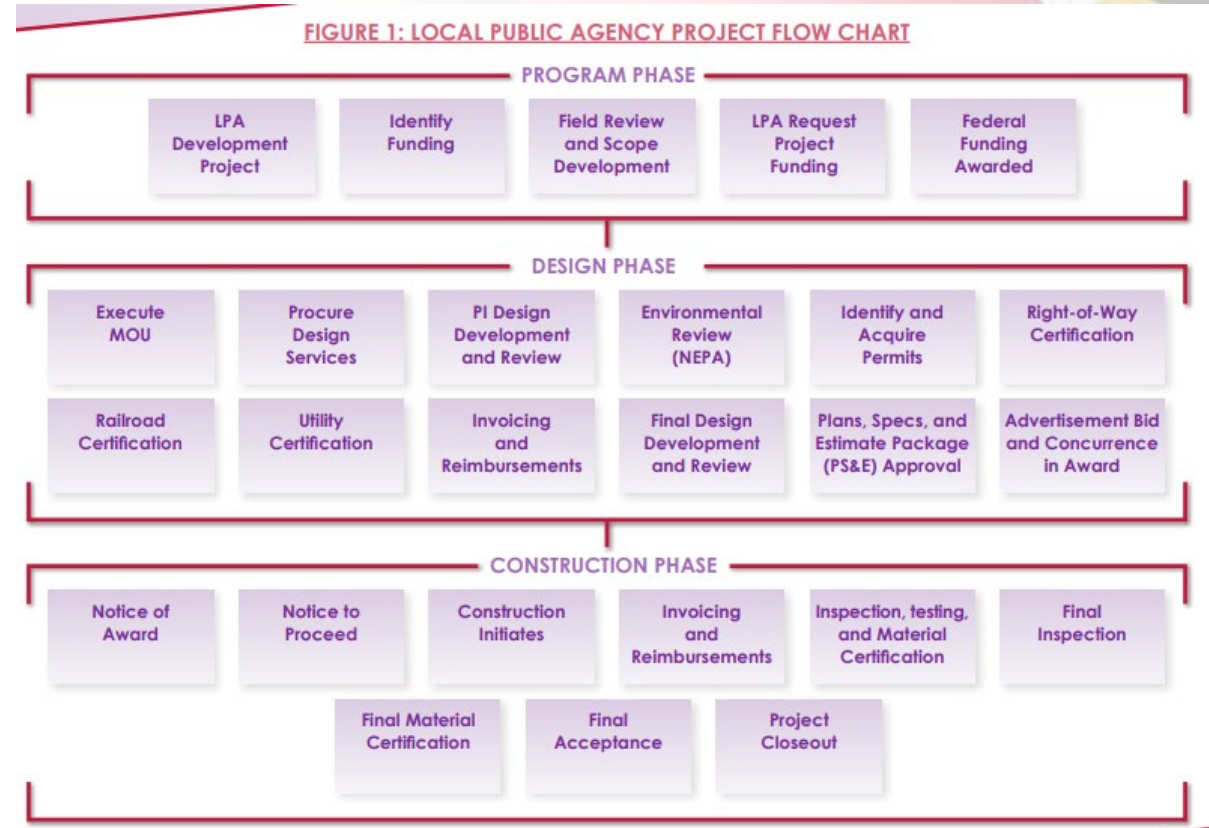 FIGURE 1: LOCAL PUBLIC AGENCY PROJECT FLOW CHART
PROGRAM PHASE
LPA
Development
Project
Identify
Funding
Field Review
and Scope
Development
LPA Request
Project
Funding
Federal
Funding
Awarded
DESIGN PHASE
Execute
MOU
Procure
Design
Services
PI Design
Development
and Review
Environmental
Review
(NEPA)
Identify and
Acquire
Permits
Right-of-Way
Certification
Railroad
Certification
Utility
Certification
Invoicing
and
Reimbursements
Final Design
Development
and Review
Plans, Specs, and
Estimate Package
(PS&E) Approval
Advertisement Bid
and Concurrence
in Award
CONSTRUCTION PHASE
Notice of
Award
Notice to
Proceed
Construction
Initiates
Invoicing
and
Reimbursements
Inspection, testing,
and Material
Certification
Final
Inspection
Final Material
Certification
Final
Acceptance
Project
Closeout